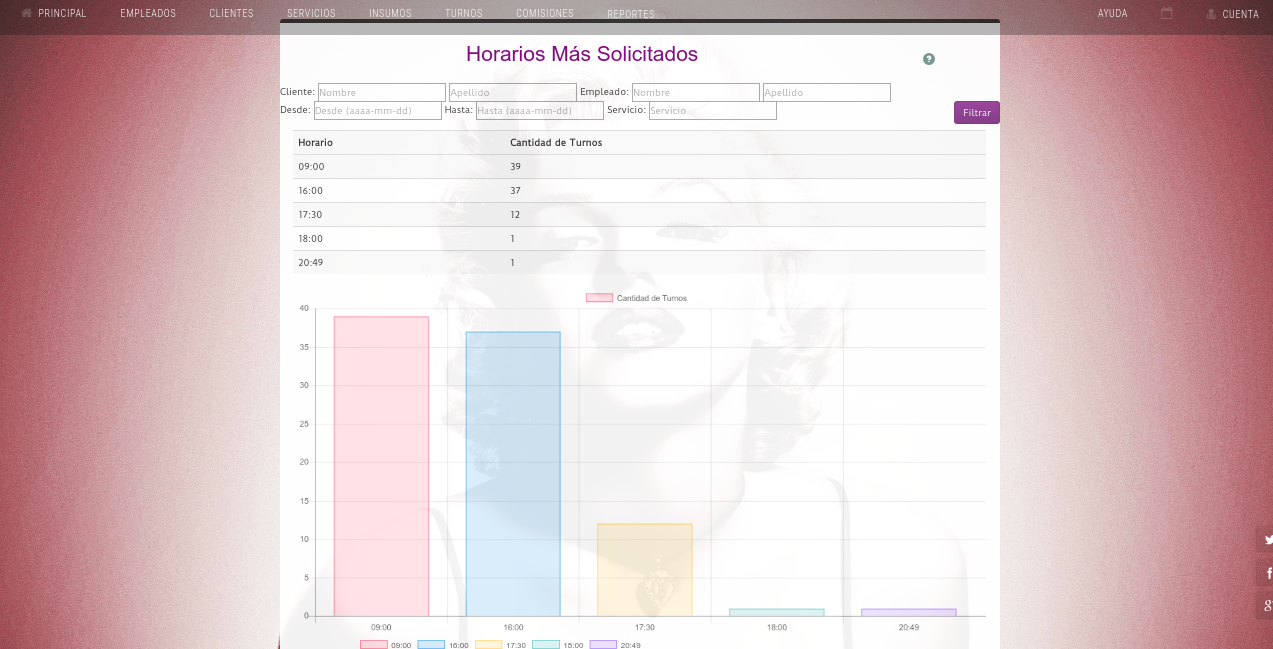 PRINCIPAL EMPLEADOS CLIENTES SERVICIOS INSUMOS TURNOS COMISIONES REPORTES AYUDA CUENTA
Horarios Más Solicitados ?
Cliente: Nombre Apellido Empleado: Nombre Apellido
Desde: Desde (aaaa-mm-dd) Hasta: Hasta (aaaa-mm-dd) Servicio: Servicio Filtrar
Horario Cantidad de Turnos
09:00 39
16:00 37
17:30 12
18:00 1
20:49 1
Cantidad de Turnos
40
35
30
25
20
15
10
5
0
09:00 16:00 17:30 18:00 20:49
09:00 16:00 17:30 18:00 20:49